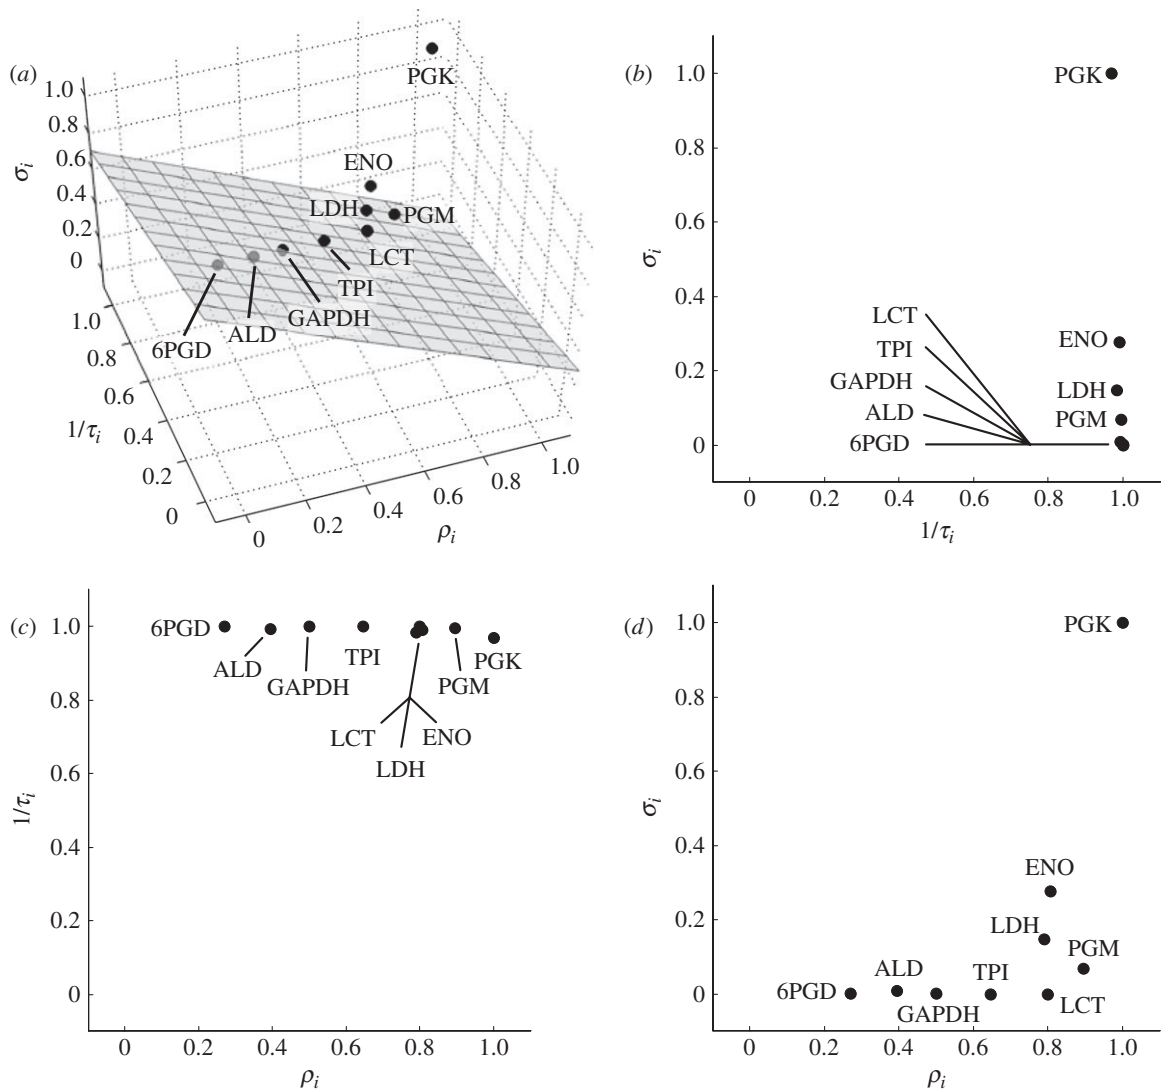 (a)
1.0
0.8
0.6
0.4
0.2
0
σi
1.0
0.8
0.6
0.4
0.2
0
1/τi
0
0.2
0.4
0.6
0.8
1.0
ρi
PGK
ENO
LDH
PGM
LCT
TPI
GAPDH
ALD
6PGD
(b)
1.0
0.8
0.6
0.4
0.2
0
σi
PGK
LCT
TPI
GAPDH
ALD
6PGD
ENO
LDH
PGM
0 0.2 0.4 0.6 0.8 1.0
1/τi
(c)
1.0
0.8
0.6
0.4
0.2
0
1/τi
6PGD
ALD
GAPDH
TPI
PGM
PGK
LCT
ENO
LDH
0 0.2 0.4 0.6 0.8 1.0
ρi
(d)
1.0
0.8
0.6
0.4
0.2
0
σi
PGK
ENO
LDH
PGM
6PGD
ALD
GAPDH
TPI
LCT
0 0.2 0.4 0.6 0.8 1.0
ρi